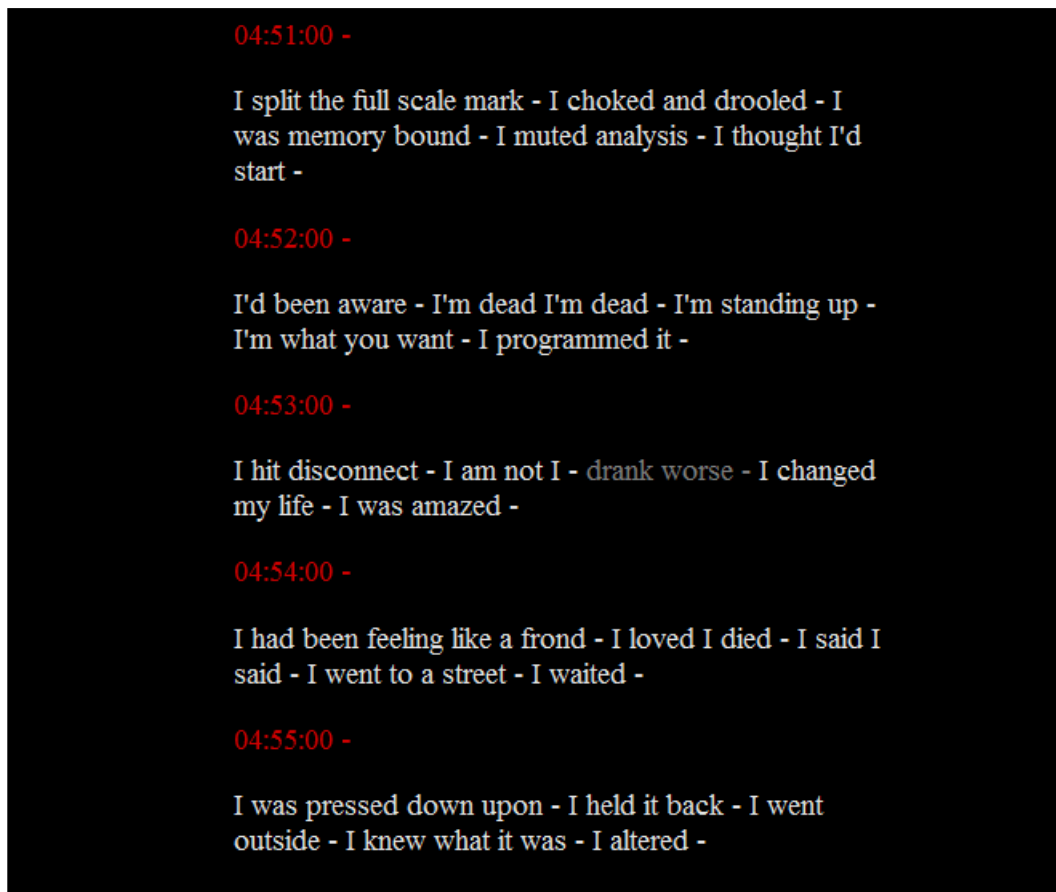 04:51:00 -
I split the full scale mark - I choked and drooled - I
was memory bound - I muted analysis - I thought I'd
start -
04:52:00 -
I'd been aware - I'm dead I'm dead - I'm standing up -
I'm what you want - I programmed it -
04:53:00 -
I hit disconnect - I am not I - drank worse - I changed
my life - I was amazed -
04:54:00 -
I had been feeling like a frond - I loved I died - I said I
said - I went to a street - I waited -
04:55:00 -
I was pressed down upon - I held it back - I went
outside - I knew what it was - I altered -